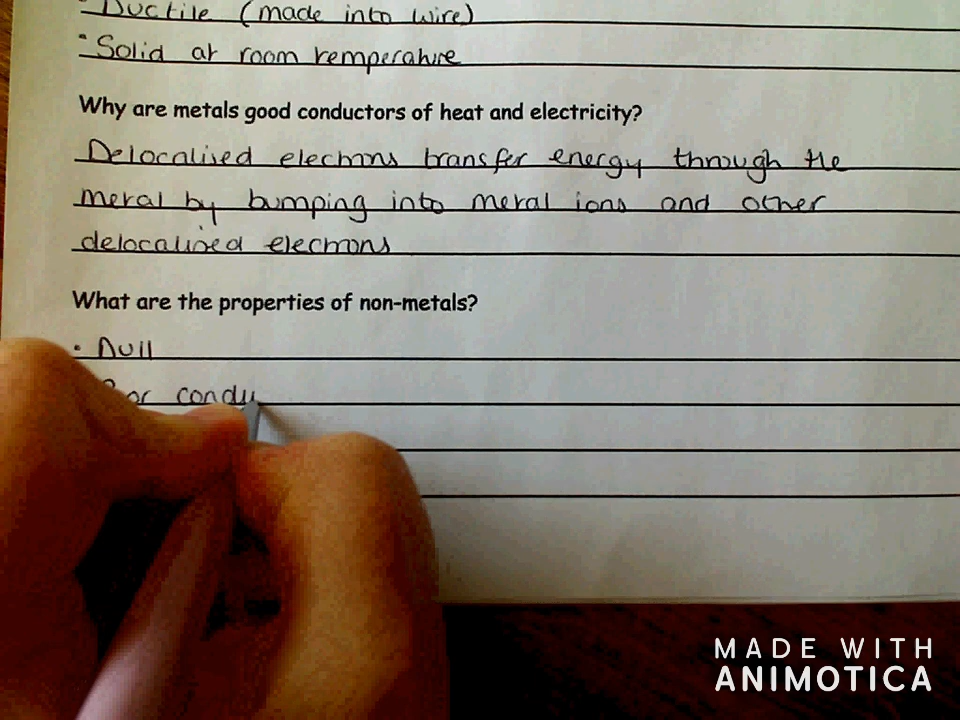 • Ductile (made into wire)
• Solid at room temperature
Why are metals good conductors of heat and electricity?
Delocalised electrons transfer energy through the
metal by bumping into metal ions and other
delocalised electrons
What are the properties of non-metals?
• Dull
Poor condu
MADE WITH
ANIMOTICA